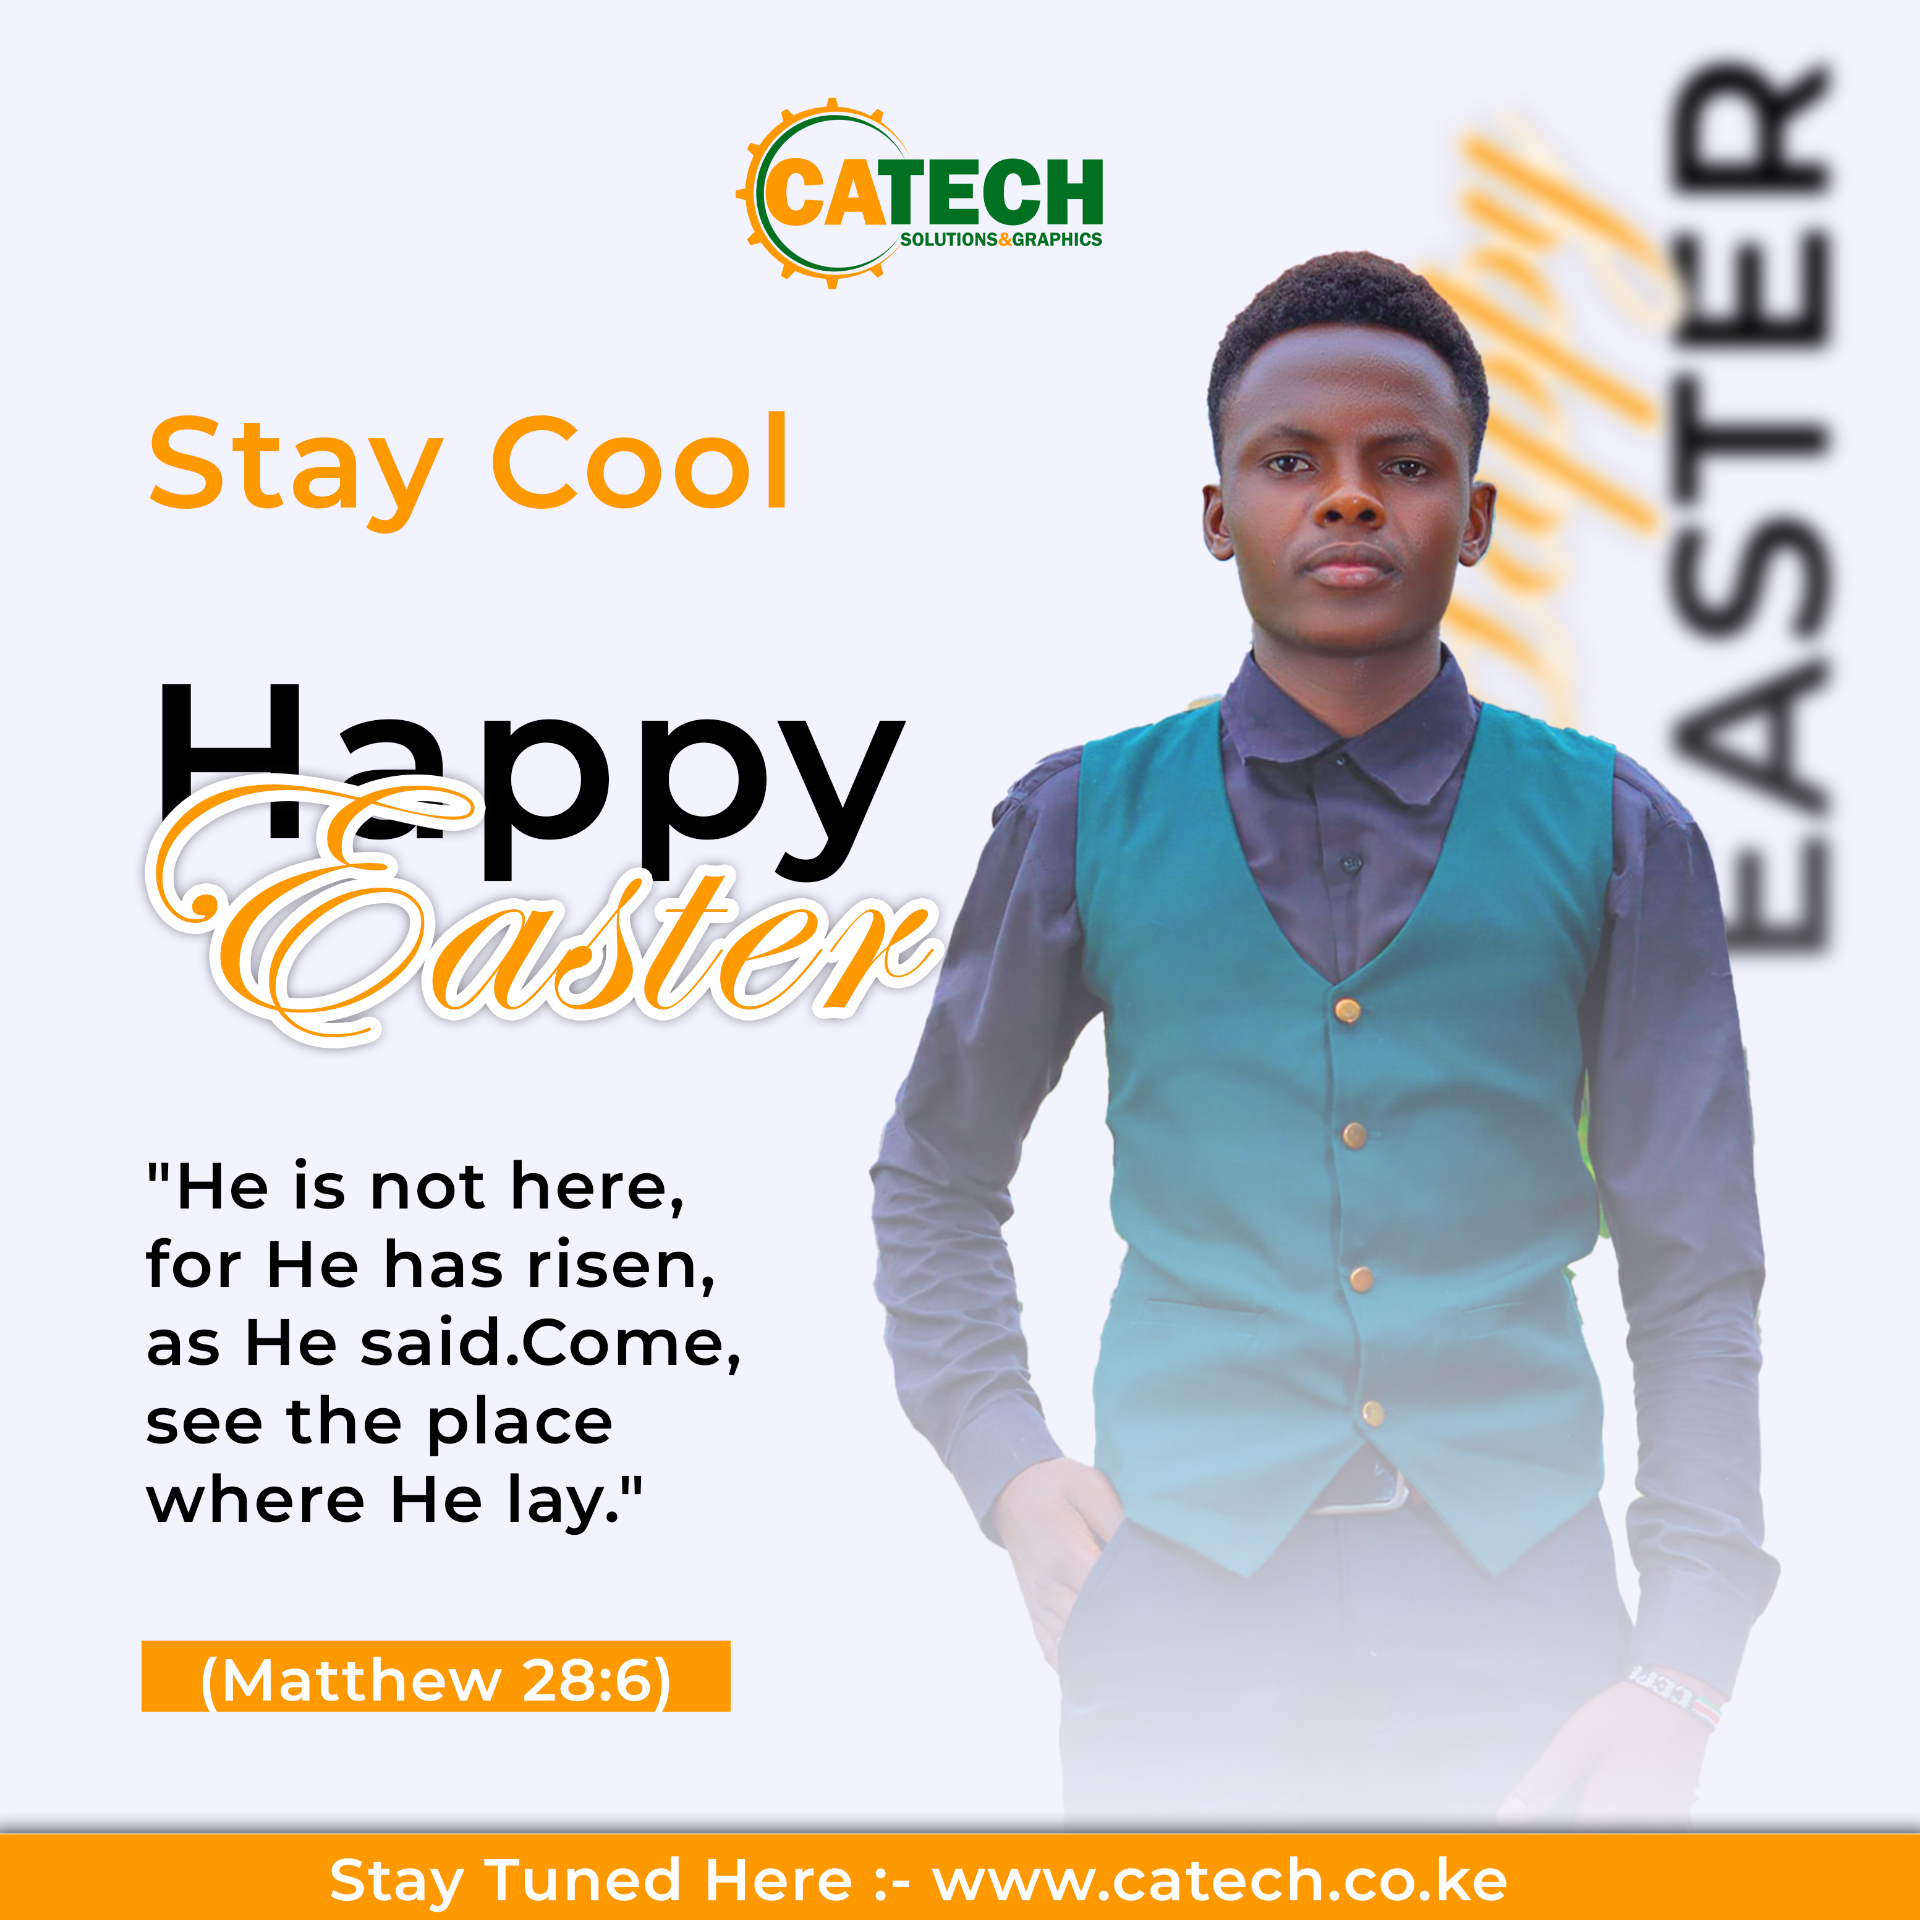 CATECH
SOLUTIONS&GRAPHICS
Happy
EASTER
Stay Cool
Happy
Easter
"He is not here,
for He has risen,
as He said.Come,
see the place
where He lay."
(Matthew 28:6)
Stay Tuned Here :- www.catech.co.ke